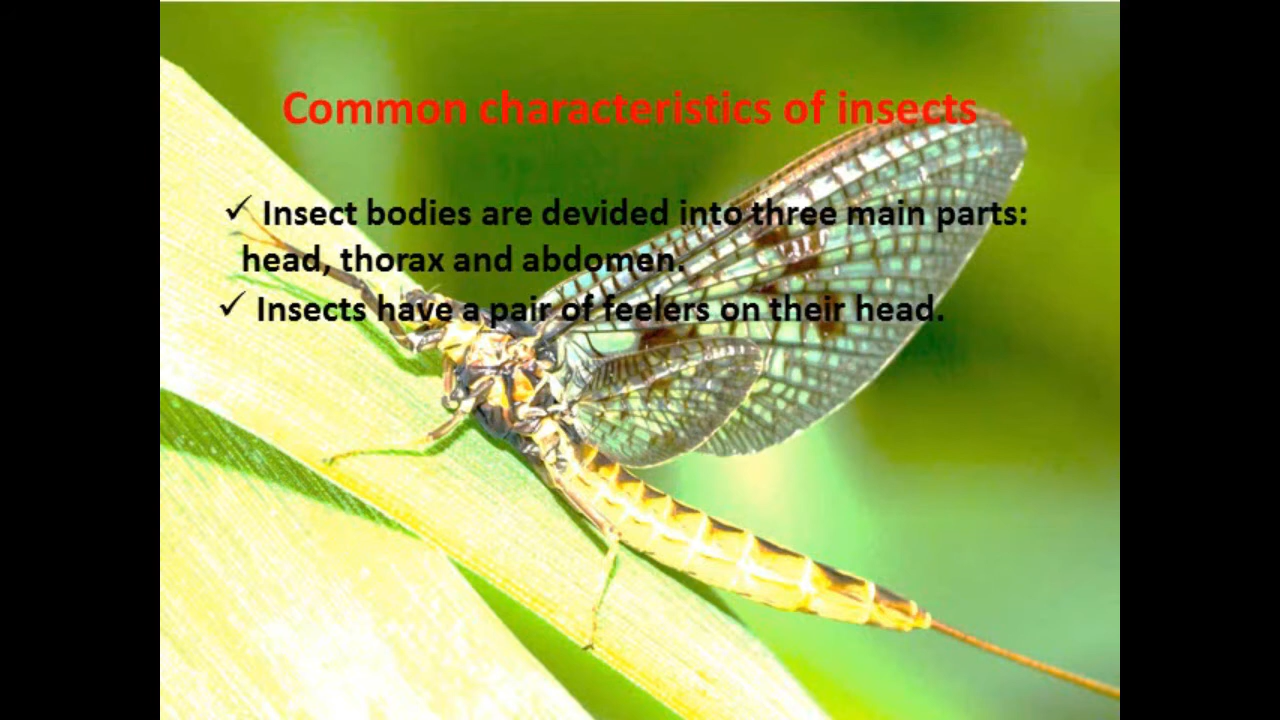 Common characteristics of insects
✓ Insect bodies are devided into three main parts:
head, thorax and abdomen.
✓ Insects have a pair of feelers on their head.